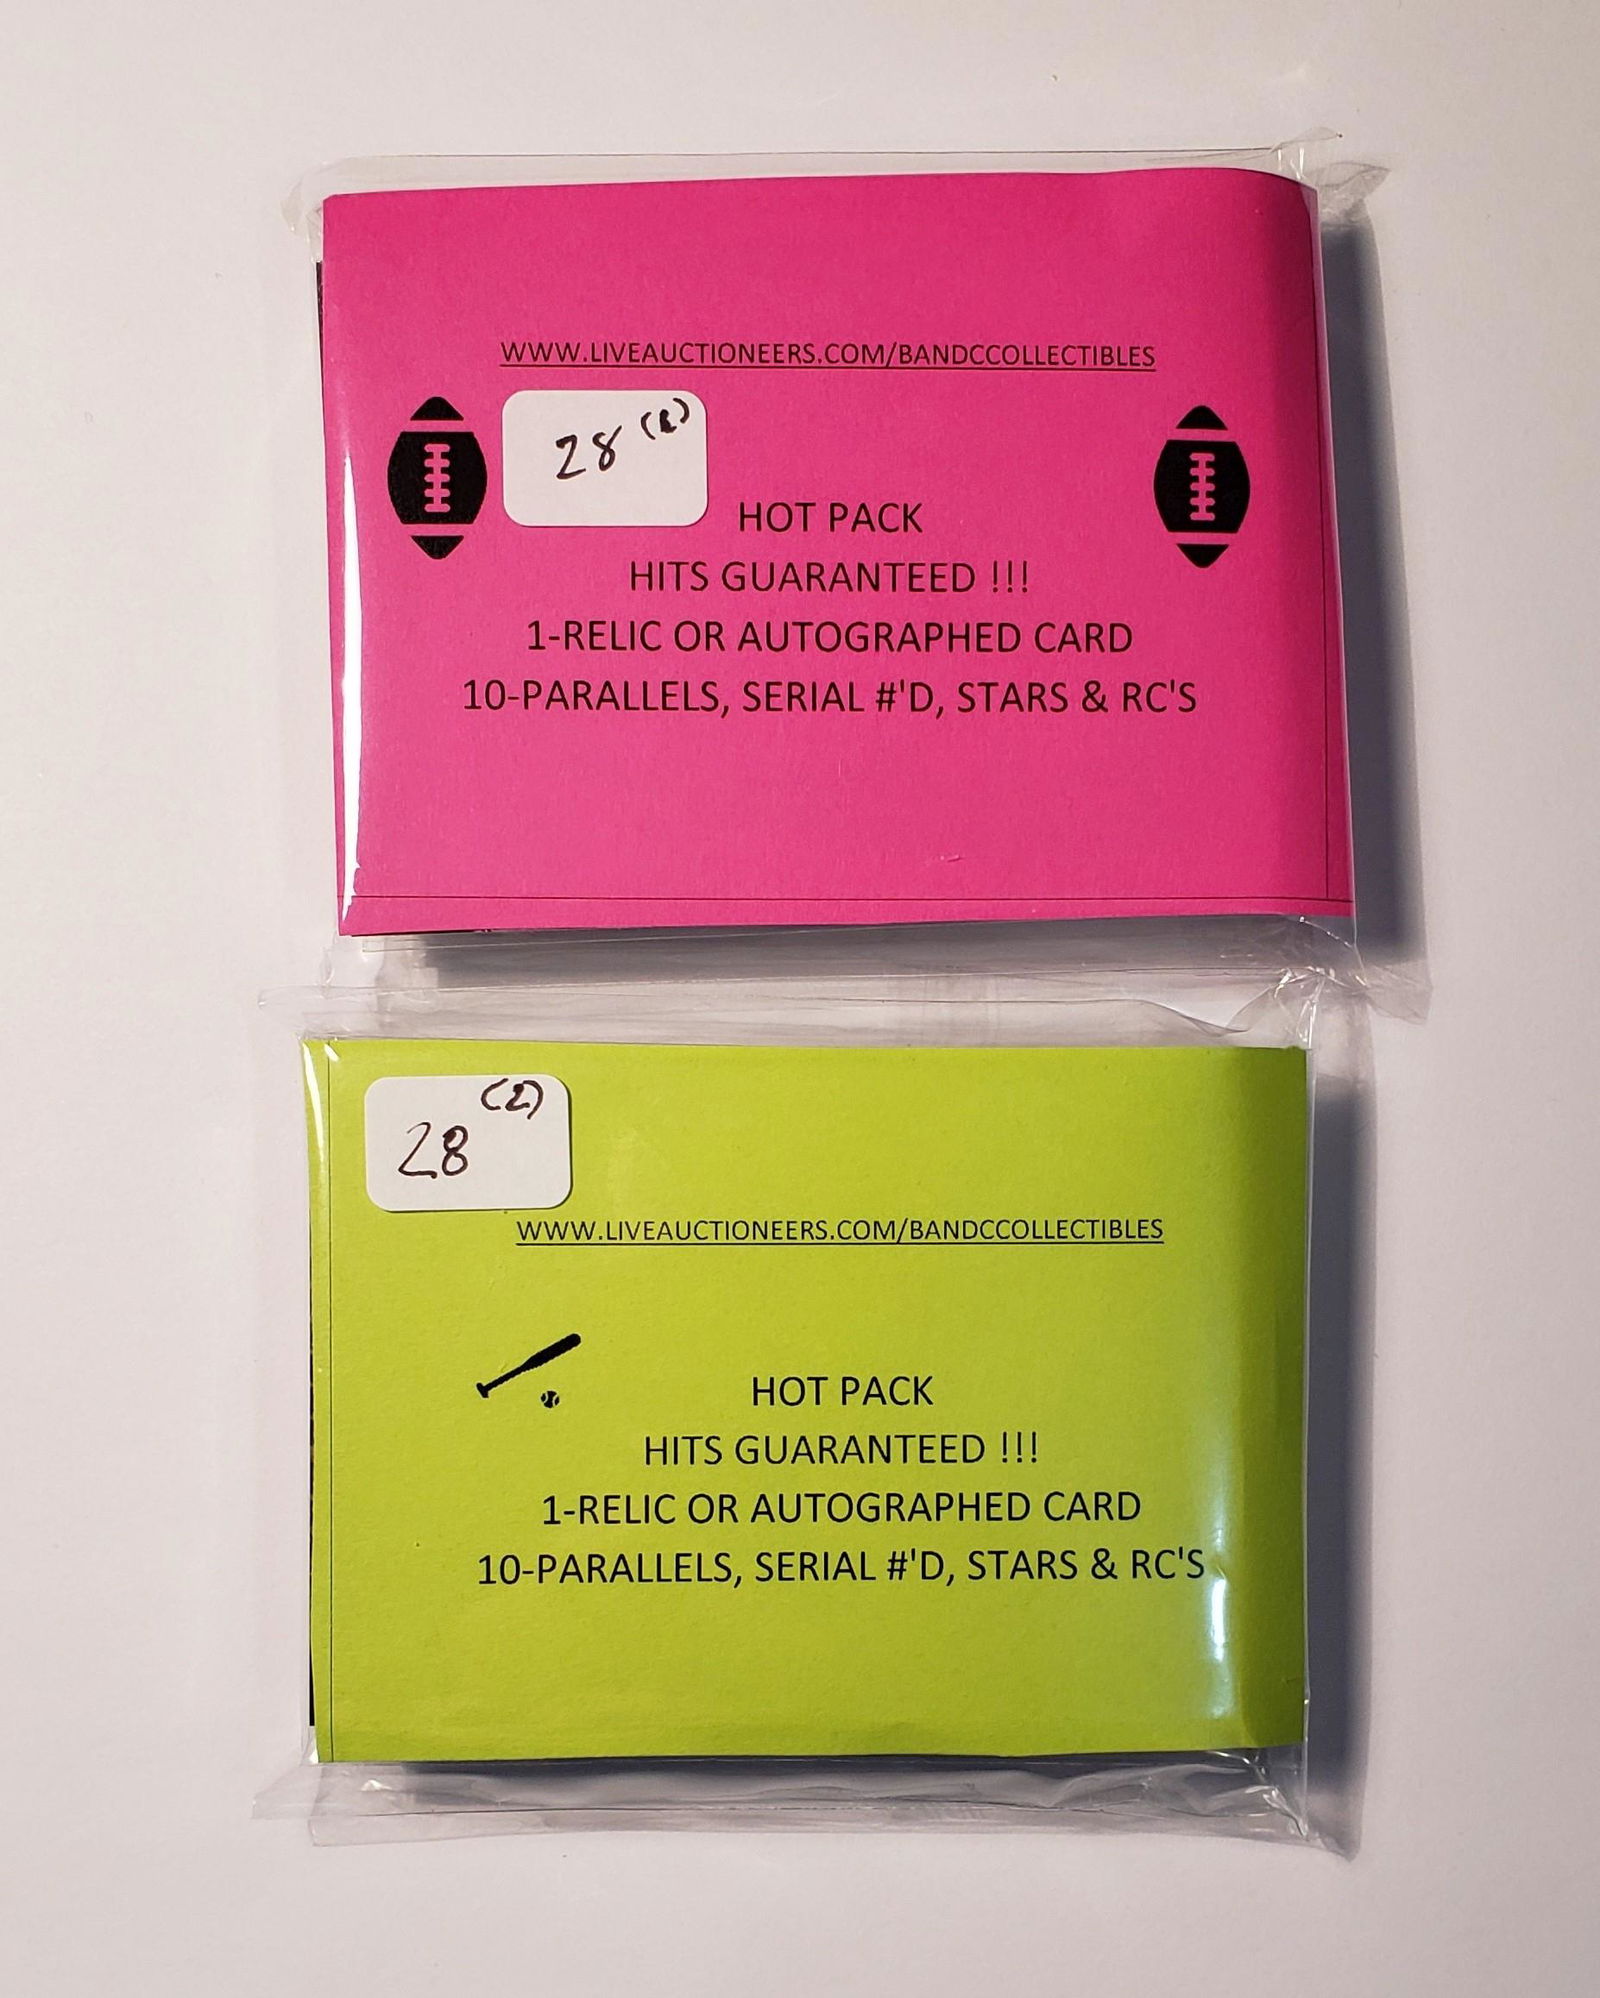 WWW.LIVEAUCTIONEERS.COM/BANDCCOLLECTIBLES
28 (2)
HOT PACK
HITS GUARANTEED !!!
1-RELIC OR AUTOGRAPHED CARD
10-PARALLELS, SERIAL #'D, STARS & RC'S
28 (2)
WWW.LIVEAUCTIONEERS.COM/BANDCCOLLECTIBLES
HOT PACK
HITS GUARANTEED !!!
1-RELIC OR AUTOGRAPHED CARD
10-PARALLELS, SERIAL #'D, STARS & RC'S